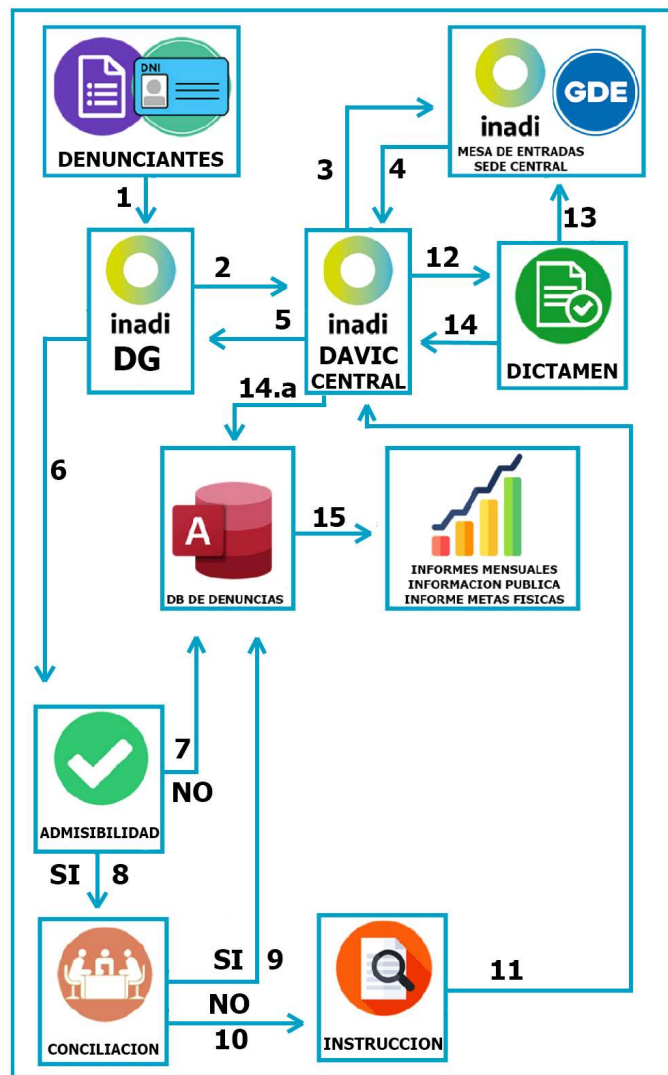 DNI
DENUNCIANTES
inadi
GDE
MESA DE ENTRADAS
SEDE CENTRAL
1
3
4
13
inadi
DG
2
5
inadi
DAVIC
CENTRAL
12
14
DICTAMEN
14.a
6
A
DB DE DENUNCIAS
15
INFORMES MENSUALES
INFORMACION PUBLICA
INFORME METAS FISICAS
ADMISIBILIDAD
7
NO
SI 8
CONCILIACION
SI 9
NO
10
INSTRUCCION
11